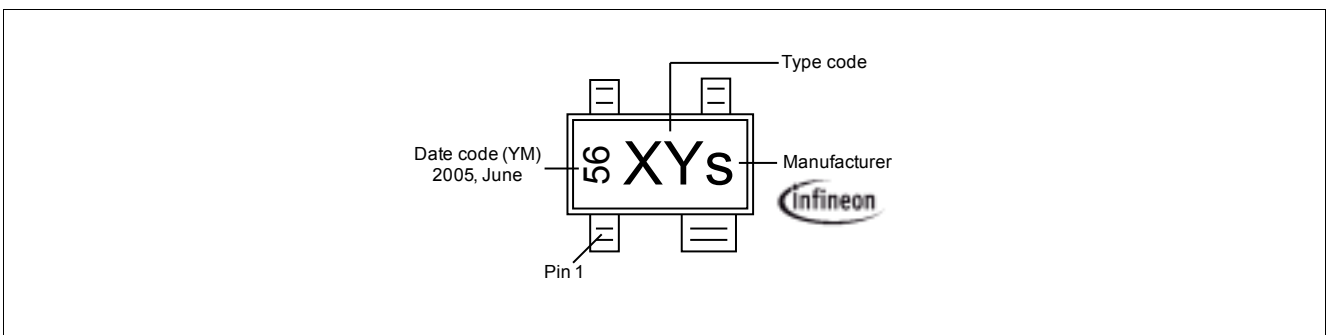 Type code
Date code (YM)
2005, June
56
XYs
Manufacturer
infineon
Pin 1